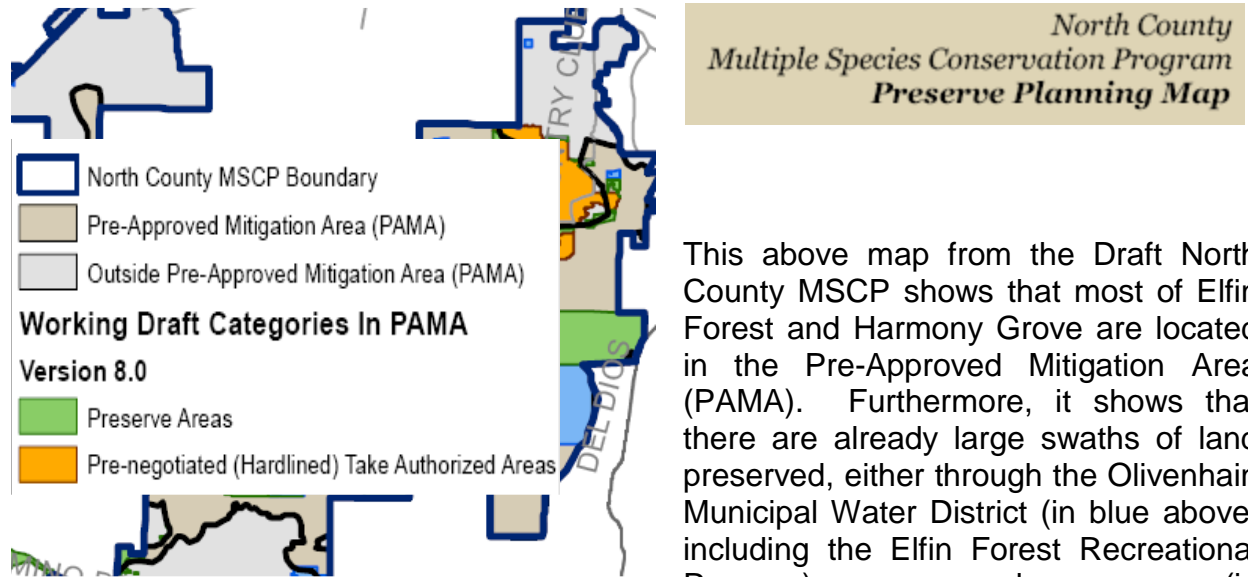 North County
Multiple Species Conservation Program
Preserve Planning Map
North County MSCP Boundary
Pre-Approved Mitigation Area (PAMA)
Outside Pre-Approved Mitigation Area (PAMA)
Working Draft Categories In PAMA
Version 8.0
Preserve Areas
Pre-negotiated (Hardlined) Take Authorized Areas
DEL DIOS
This above map from the Draft North
County MSCP shows that most of Elfin
Forest and Harmony Grove are located
in the Pre-Approved Mitigation Area
(PAMA). Furthermore, it shows that
there are already large swaths of land
preserved, either through the Olivenhain
Municipal Water District (in blue above,
including the Elfin Forest Recreational